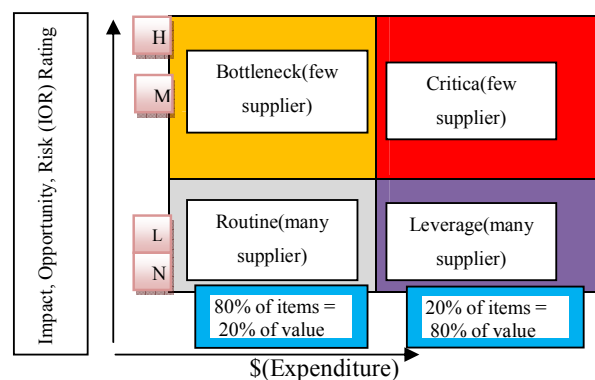 Impact, Opportunity, Risk (IOR) Rating
H
M
L
N
Bottleneck(few
supplier)
Critica(few
supplier)
Routine(many
supplier)
Leverage(many
supplier)
80% of items =
20% of value
20% of items =
80% of value
$(Expenditure)